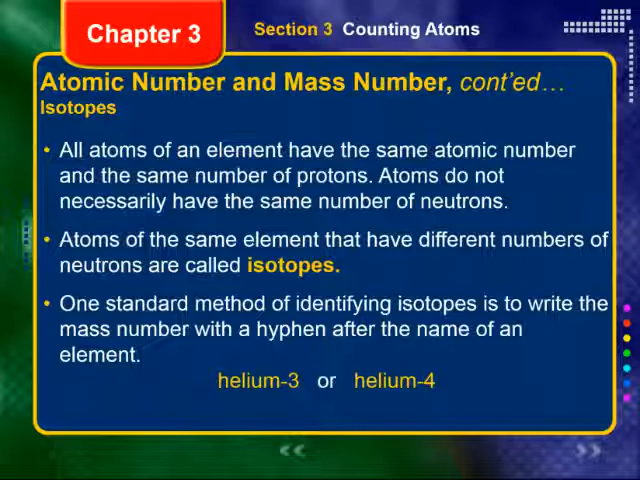 Chapter 3
Section 3 Counting Atoms
Atomic Number and Mass Number, cont'ed…
Isotopes
• All atoms of an element have the same atomic number
and the same number of protons. Atoms do not
necessarily have the same number of neutrons.
• Atoms of the same element that have different numbers of
neutrons are called isotopes.
• One standard method of identifying isotopes is to write the
mass number with a hyphen after the name of an
element.
helium-3 or helium-4